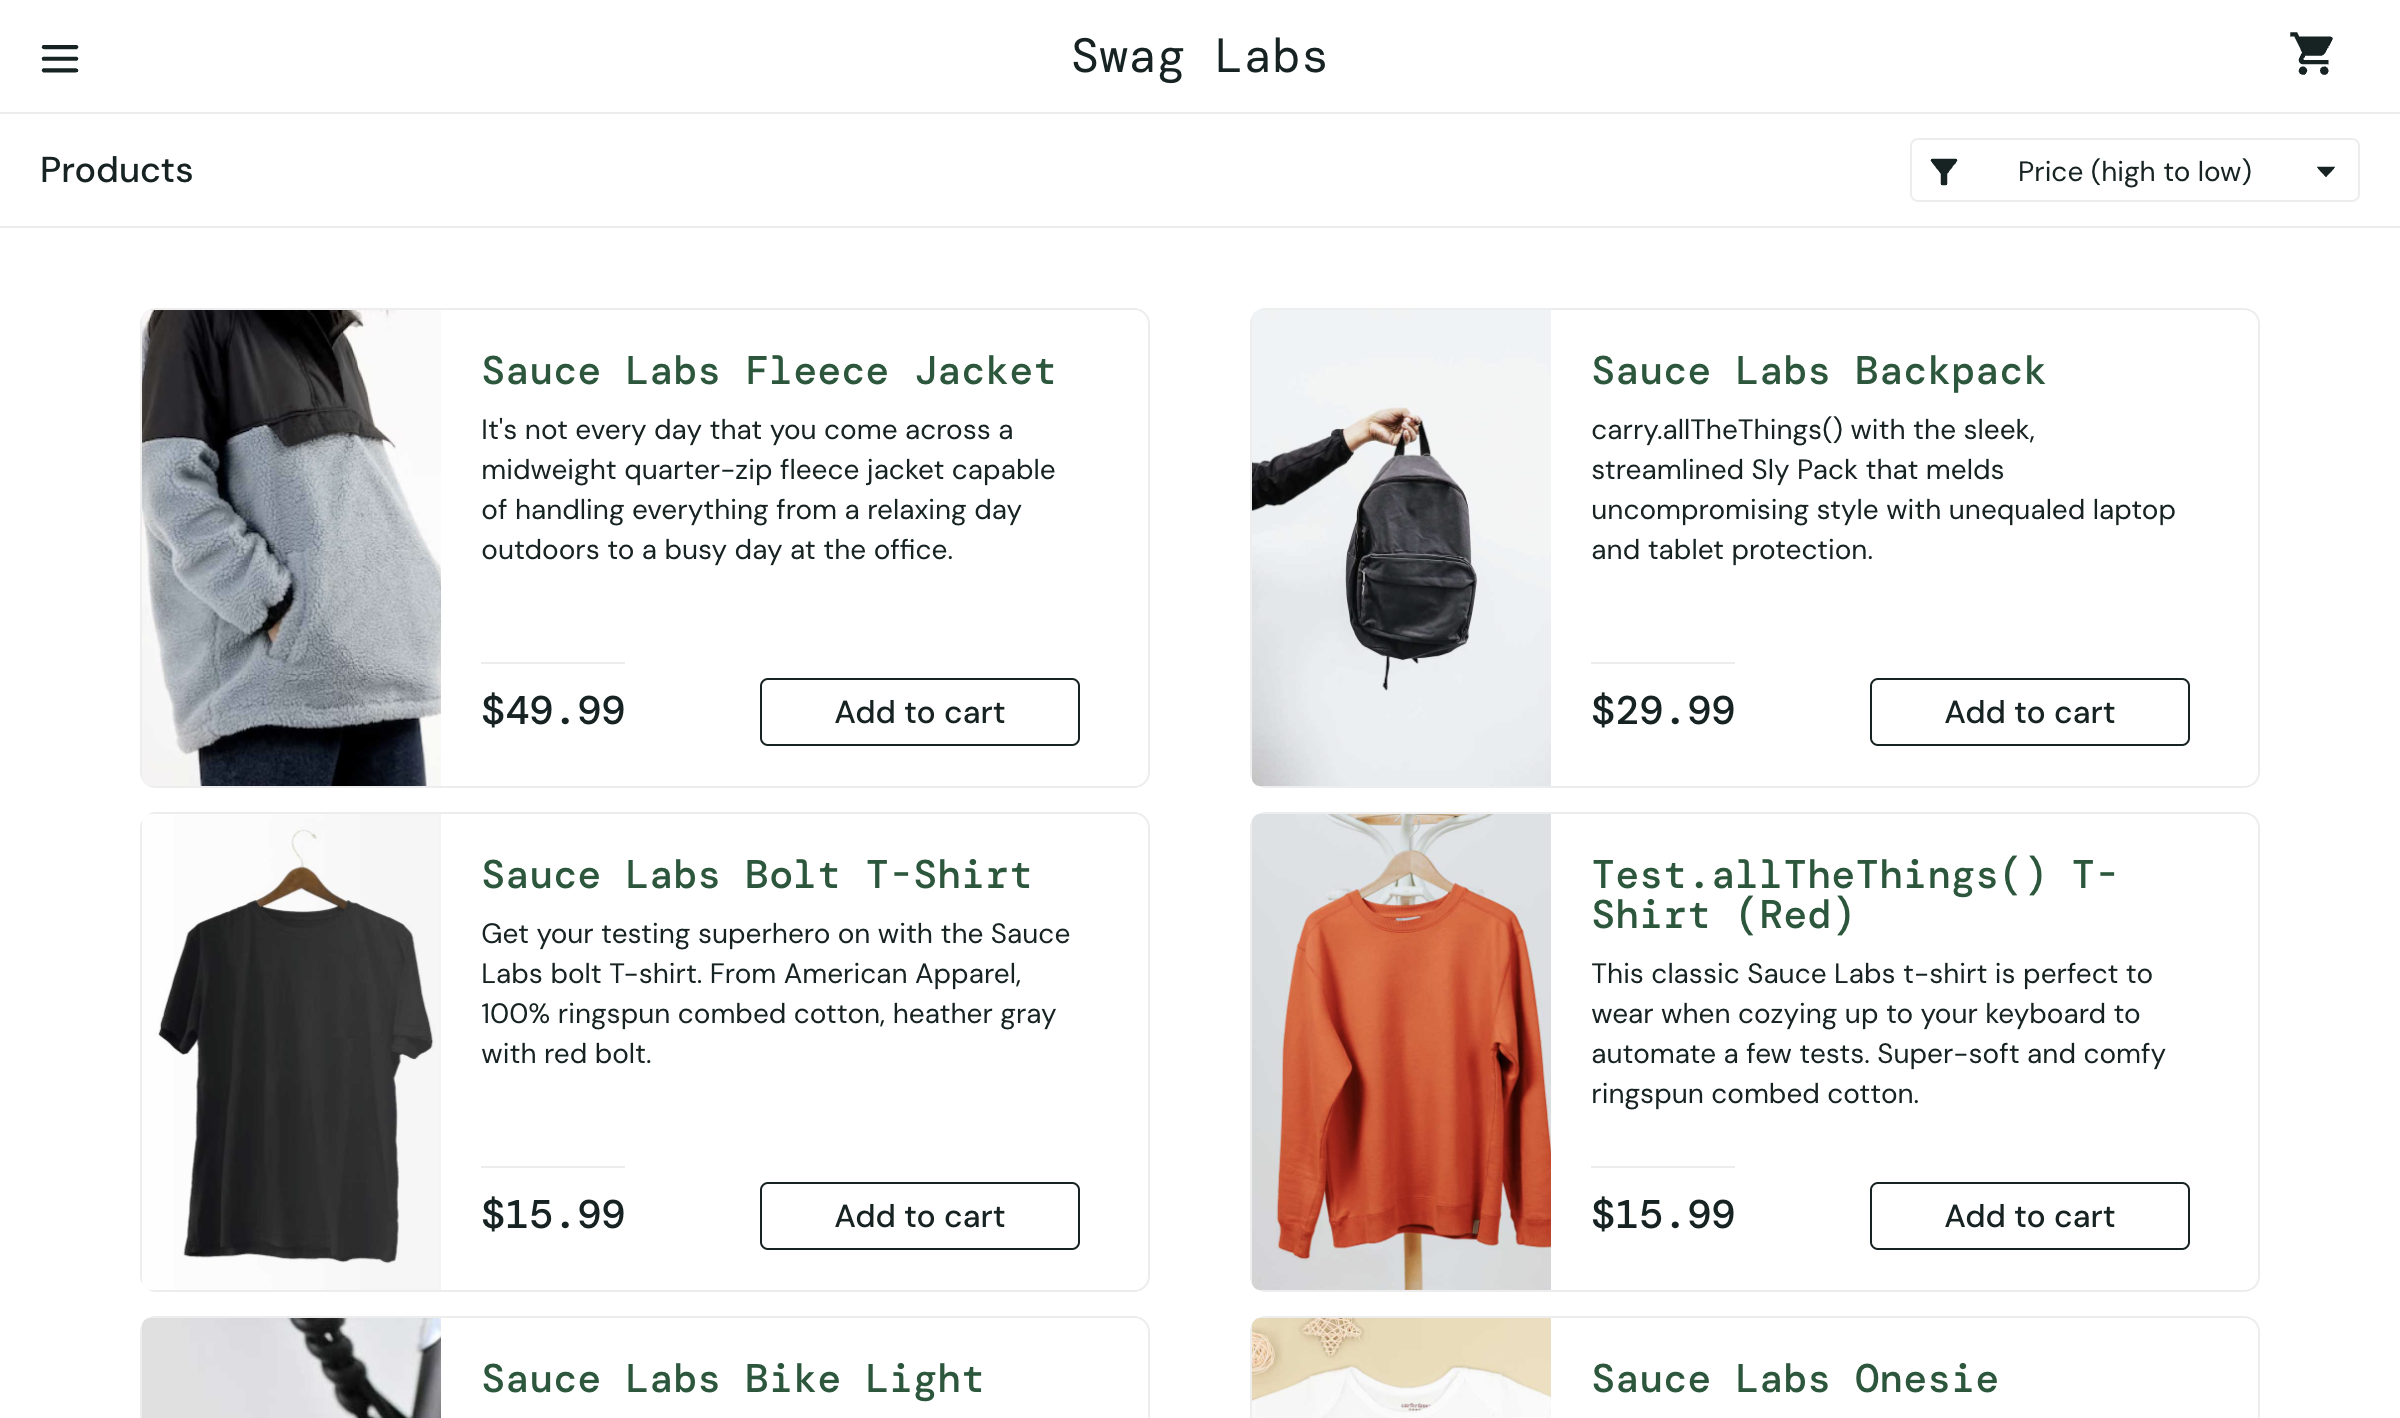 Swag Labs
Products
Price (high to low)
Sauce Labs Fleece Jacket
It's not every day that you come across a
midweight quarter-zip fleece jacket capable
of handling everything from a relaxing day
outdoors to a busy day at the office.
$49.99
Add to cart
Sauce Labs Backpack
carry.allTheThings() with the sleek,
streamlined Sly Pack that melds
uncompromising style with unequaled laptop
and tablet protection.
$29.99
Add to cart
Sauce Labs Bolt T-Shirt
Get your testing superhero on with the Sauce
Labs bolt T-shirt. From American Apparel,
100% ringspun combed cotton, heather gray
with red bolt.
$15.99
Add to cart
Test.allTheThings() T-
Shirt (Red)
This classic Sauce Labs t-shirt is perfect to
wear when cozying up to your keyboard to
automate a few tests. Super-soft and comfy
ringspun combed cotton.
$15.99
Add to cart
Sauce Labs Bike Light
Sauce Labs Onesie